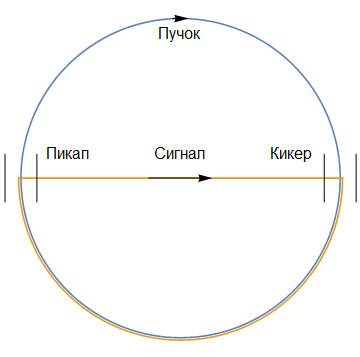 Пучок
Пикап
Сигнал
Кикер